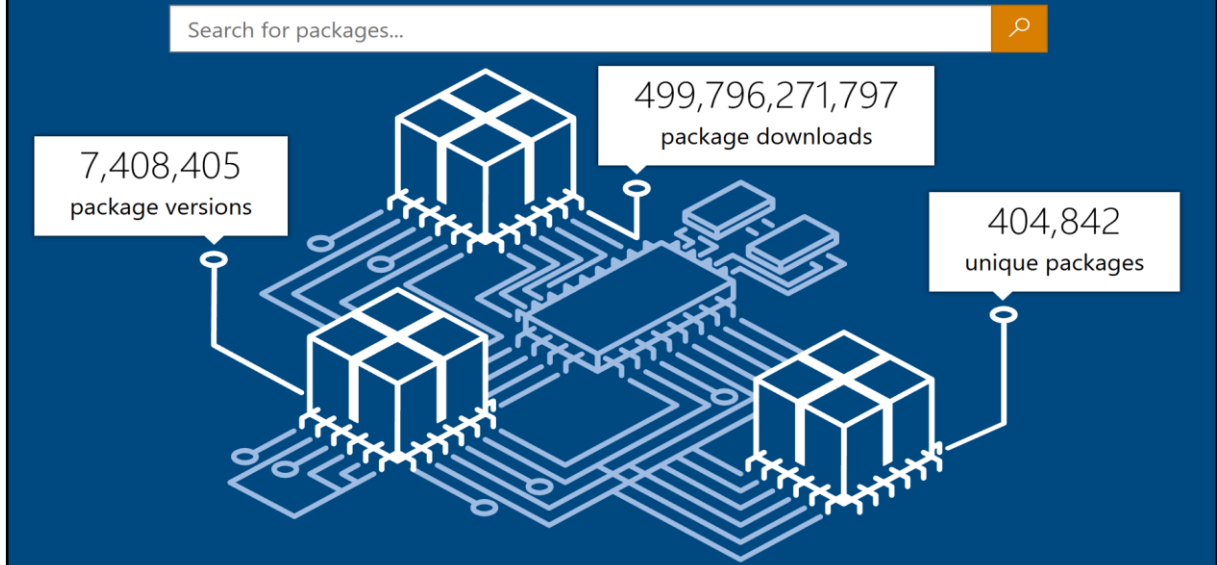 Search for packages...
499,796,271,797
package downloads
7,408,405
package versions
404,842
unique packages